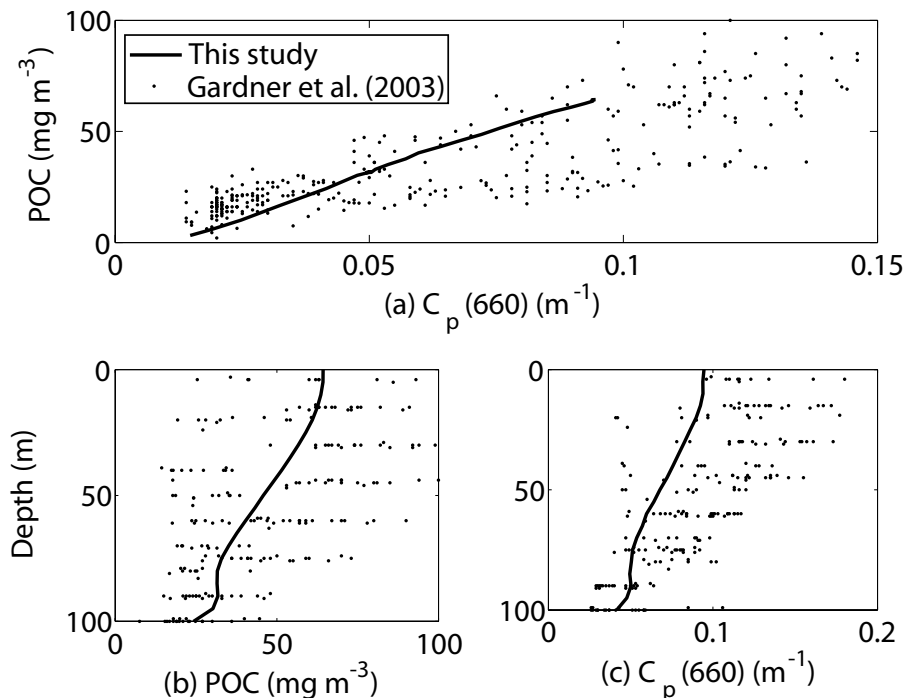 100
50
0
POC (mg m-3)
This study
Gardner et al. (2003)
0 0.05 0.1 0.15
(a) C p (660) (m-1)
0
50
100
Depth (m)
0 50 100
(b) POC (mg m-3)
0
50
100
0 0.1 0.2
(c) C p (660) (m-1)